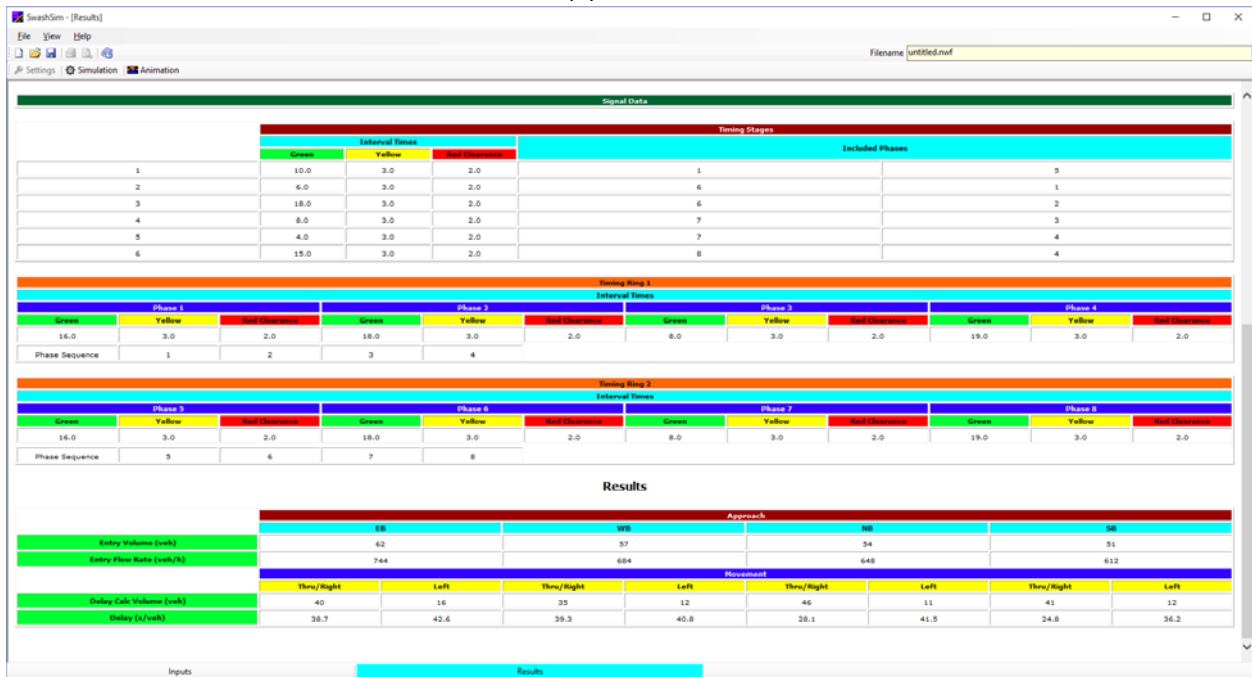 SwashSim - [Results]
File View Help
Filename untitled.nwf
Settings Simulation Animation
Signal Data
Timing Stages
Interval Times Included Phases
Green Yellow Red Clearance
1 10.0 3.0 2.0 1 5
2 6.0 3.0 2.0 6 1
3 18.0 3.0 2.0 6 2
4 8.0 3.0 2.0 7 3
5 4.0 3.0 2.0 7 4
6 15.0 3.0 2.0 8 4
Timing Ring 1
Interval Times
Phase 1 Phase 2 Phase 3 Phase 4
Green Yellow Red Clearance Green Yellow Red Clearance Green Yellow Red Clearance Green Yellow Red Clearance
16.0 3.0 2.0 18.0 3.0 2.0 8.0 3.0 2.0 19.0 3.0 2.0
Phase Sequence 1 2 3 4
Timing Ring 2
Interval Times
Phase 5 Phase 6 Phase 7 Phase 8
Green Yellow Red Clearance Green Yellow Red Clearance Green Yellow Red Clearance Green Yellow Red Clearance
16.0 3.0 2.0 18.0 3.0 2.0 8.0 3.0 2.0 19.0 3.0 2.0
Phase Sequence 5 6 7 8
Results
Approach
EB WB NB SB
Entry Volume (veh) 62 57 54 51
Entry Flow Rate (veh/h) 744 684 648 612
Movement
Thru/Right Left Thru/Right Left Thru/Right Left Thru/Right Left
Delay Calc Volume (veh) 40 16 35 12 46 11 41 12
Delay (s/veh) 38.7 42.6 39.3 40.8 28.1 41.5 24.8 36.2
Inputs Results